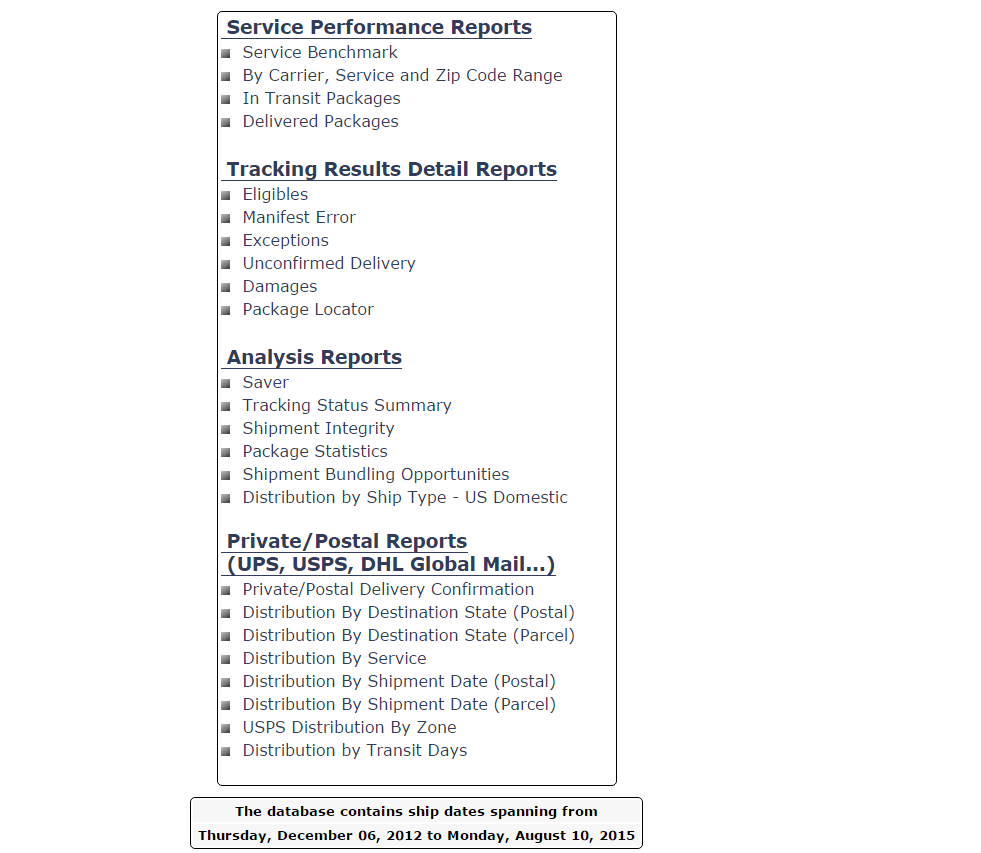 Service Performance Reports
Service Benchmark
By Carrier, Service and Zip Code Range
In Transit Packages
Delivered Packages
Tracking Results Detail Reports
Eligibles
Manifest Error
Exceptions
Unconfirmed Delivery
Damages
Package Locator
Analysis Reports
Saver
Tracking Status Summary
Shipment Integrity
Package Statistics
Shipment Bundling Opportunities
Distribution by Ship Type - US Domestic
Private/Postal Reports
(UPS, USPS, DHL Global Mail...)
Private/Postal Delivery Confirmation
Distribution By Destination State (Postal)
Distribution By Destination State (Parcel)
Distribution By Service
Distribution By Shipment Date (Postal)
Distribution By Shipment Date (Parcel)
USPS Distribution By Zone
Distribution by Transit Days
The database contains ship dates spanning from
Thursday, December 06, 2012 to Monday, August 10, 2015